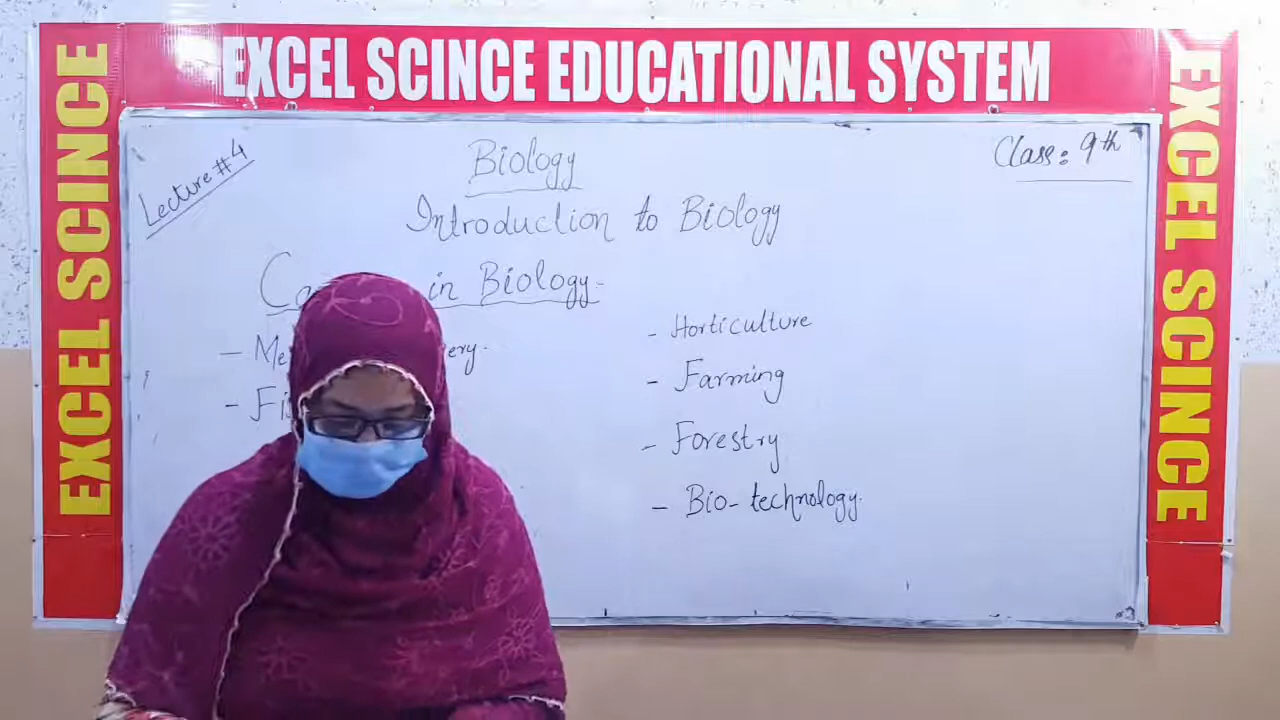 EXCEL SCINCE EDUCATIONAL SYSTEM
EXCEL SCINCE
EXCEL SCINCE
Lecture #4
Biology
Class: 9th
Introduction to Biology
in Biology-
- Horticulture
- Farming
- Forestry
- Bio-technology.